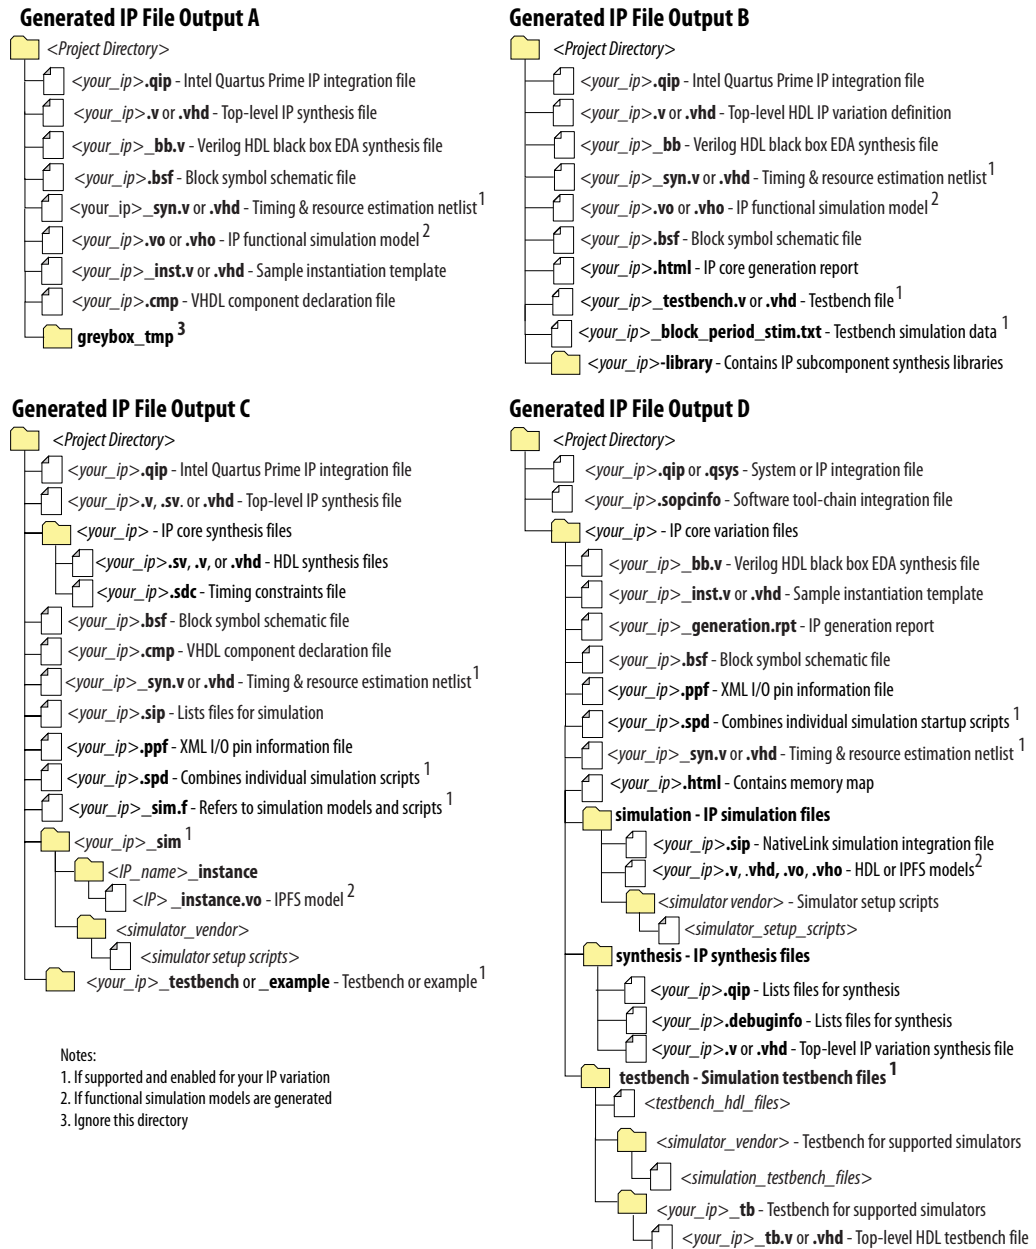 Generated IP File Output A
<Project Directory>
<your_ip>.qip - Intel Quartus Prime IP integration file
<your_ip>.v or .vhd - Top-level IP synthesis file
<your_ip>_bb.v - Verilog HDL black box EDA synthesis file
<your_ip>.bsf - Block symbol schematic file
<your_ip>_syn.v or .vhd - Timing & resource estimation netlist 1
<your_ip>.vo or .vho - IP functional simulation model 2
<your_ip>_inst.v or .vhd - Sample instantiation template
<your_ip>.cmp - VHDL component declaration file
greybox_tmp 3
Generated IP File Output B
<Project Directory>
<your_ip>.qip - Intel Quartus Prime IP integration file
<your_ip>.v or .vhd - Top-level HDL IP variation definition
<your_ip>_bb - Verilog HDL black box EDA synthesis file
<your_ip>_syn.v or .vhd - Timing & resource estimation netlist 1
<your_ip>.vo or .vho - IP functional simulation model 2
<your_ip>.bsf - Block symbol schematic file
<your_ip>.html - IP core generation report
<your_ip>_testbench.v or .vhd - Testbench file 1
<your_ip>_block_period_stim.txt - Testbench simulation data 1
<your_ip>-library - Contains IP subcomponent synthesis libraries
Generated IP File Output C
<Project Directory>
<your_ip>.qip - Intel Quartus Prime IP integration file
<your_ip>.v, .sv. or .vhd - Top-level IP synthesis file
<your_ip> - IP core synthesis files
<your_ip>.sv, .v, or .vhd - HDL synthesis files
<your_ip>.sdc - Timing constraints file
<your_ip>.bsf - Block symbol schematic file
<your_ip>.cmp - VHDL component declaration file
<your_ip>_syn.v or .vhd - Timing & resource estimation netlist 1
<your_ip>.sip - Lists files for simulation
<your_ip>.ppf - XML I/O pin information file
<your_ip>.spd - Combines individual simulation scripts 1
<your_ip>_sim.f - Refers to simulation models and scripts 1
<your_ip>_sim 1
<IP_name>_instance
<IP>_instance.vo - IPFS model 2
<simulator_vendor>
<simulator setup scripts>
<your_ip>_testbench or _example - Testbench or example 1
Notes:
1. If supported and enabled for your IP variation
2. If functional simulation models are generated
3. Ignore this directory
Generated IP File Output D
<Project Directory>
<your_ip>.qip or .qsys - System or IP integration file
<your_ip>.sopcinfo - Software tool-chain integration file
<your_ip> - IP core variation files
<your_ip>_bb.v - Verilog HDL black box EDA synthesis file
<your_ip>_inst.v or .vhd - Sample instantiation template
<your_ip>_generation.rpt - IP generation report
<your_ip>.bsf - Block symbol schematic file
<your_ip>.ppf - XML I/O pin information file
<your_ip>.spd - Combines individual simulation startup scripts 1
<your_ip>_syn.v or .vhd - Timing & resource estimation netlist 1
<your_ip>.html - Contains memory map
simulation - IP simulation files
<your_ip>.sip - NativeLink simulation integration file
<your_ip>.v, .vhd, .vo, .vho - HDL or IPFS models 2
<simulator vendor> - Simulator setup scripts
<simulator_setup_scripts>
synthesis - IP synthesis files
<your_ip>.qip - Lists files for synthesis
<your_ip>.debuginfo - Lists files for synthesis
<your_ip>.v or .vhd - Top-level IP variation synthesis file
testbench - Simulation testbench files 1
<testbench_hdl_files>
<simulator_vendor> - Testbench for supported simulators
<simulation_testbench_files>
<your_ip>_tb - Testbench for supported simulators
<your_ip>_tb.v or .vhd - Top-level HDL testbench file